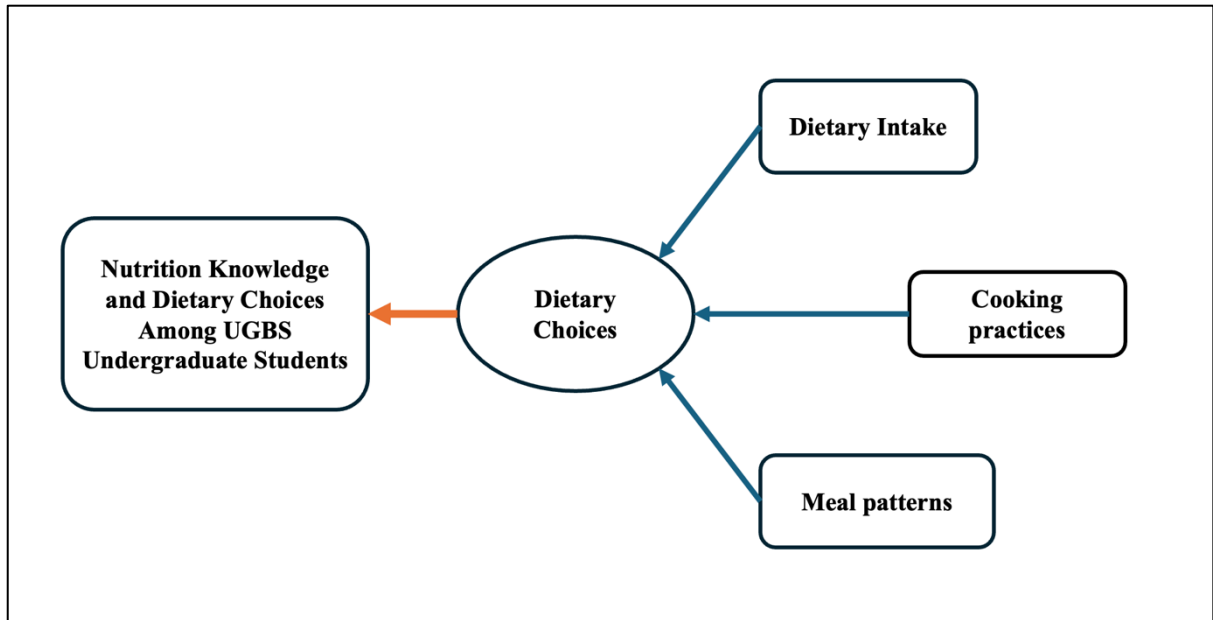 Dietary Intake
Nutrition Knowledge
and Dietary Choices
Among UGBS
Undergraduate Students
Dietary
Choices
Cooking
practices
Meal patterns